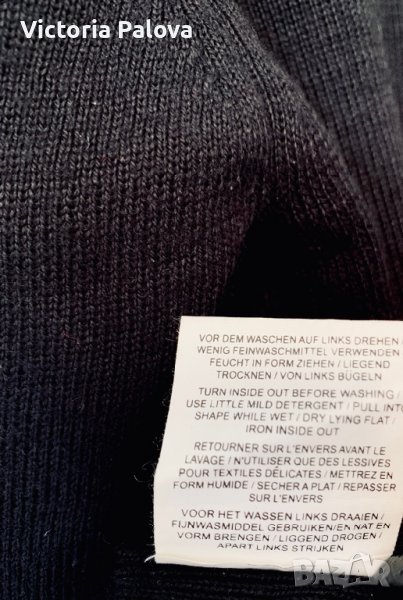 Victoria Palova
VOR DEM WASCHEN AUF LINKS DREHEN /
WENIG FEINWASCHMITTEL VERWENDEN
FEUCHT IN FORM ZIEHEN / LIEGEND
TROCKNEN / VON LINKS BÜGELN
TURN INSIDE OUT BEFORE WASHING /
USE LITTLE MILD DETERGENT / PULL INTO
SHAPE WHILE WET / DRY LYING FLAT /
IRON INSIDE OUT
RETOURNER SUR L'ENVERS AVANT LE
LAVAGE / N'UTILISER QUE DES LESSIVES
POUR TEXTILES DÉLICATES / METTREZ EN
FORM HUMIDE / SECHER A PLAT / REPASSER
SUR L'ENVERS
VOOR HET WASSEN LINKS DRAAIEN /
FIJNWASMIDDEL GEBRUIKEN / EN NAT EN
VORM BRENGEN / LIGGEND DROGEN /
APART LINKS STRIJKEN
BAZAR